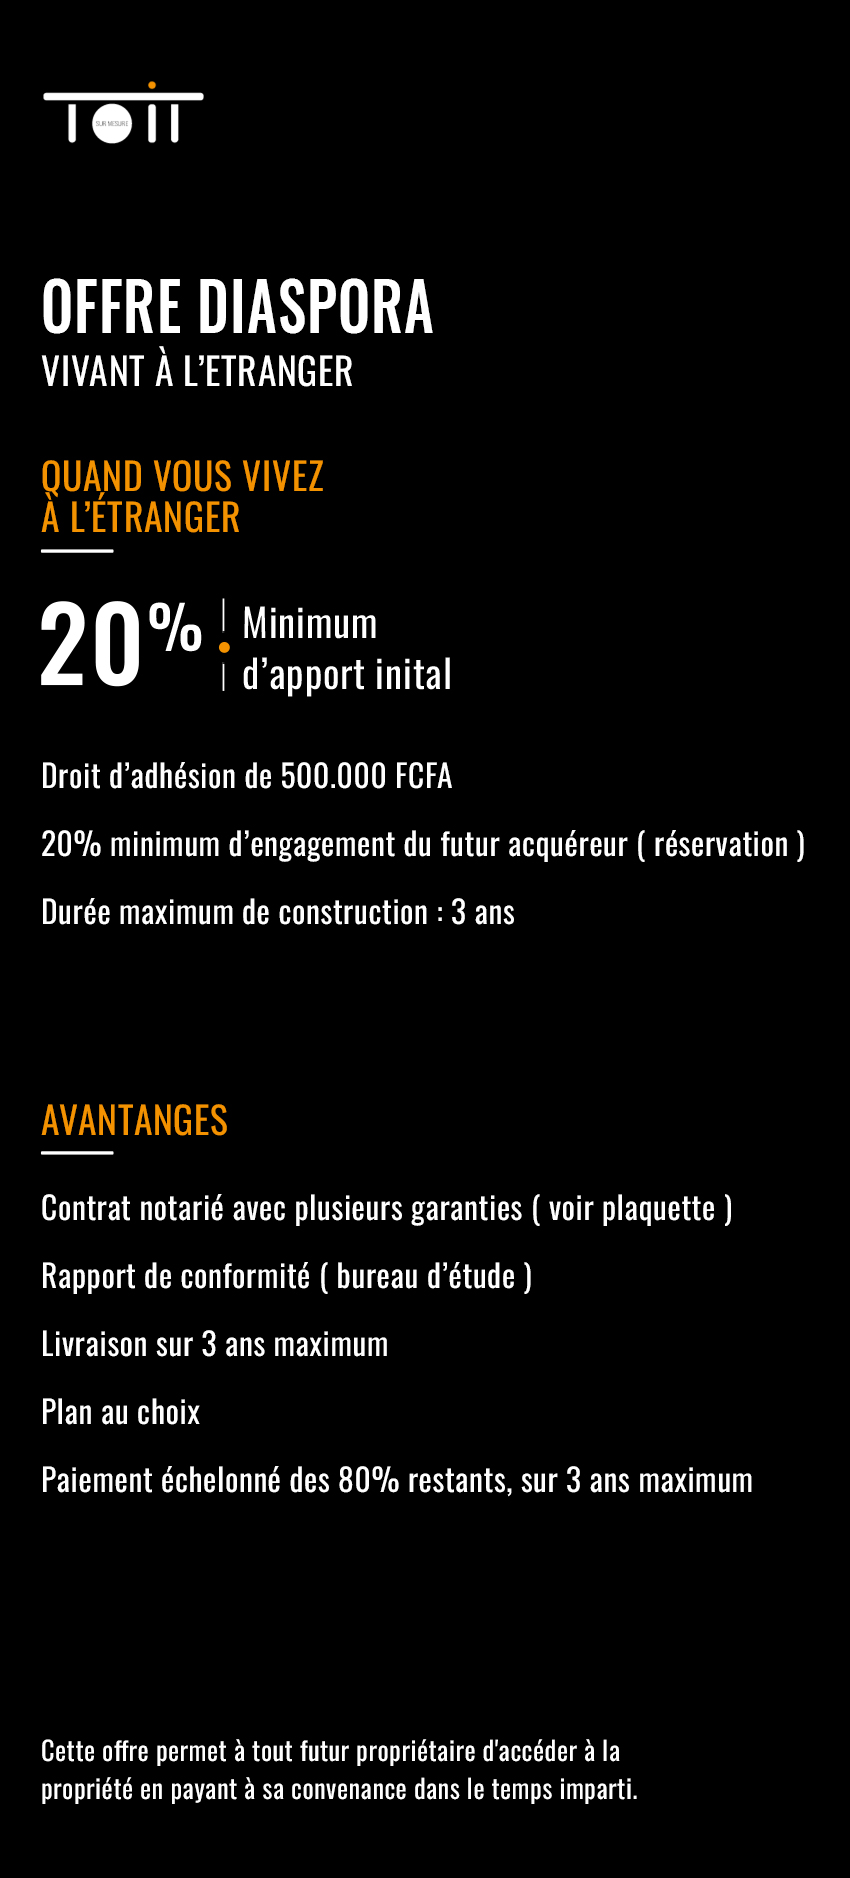 TOIT
SUR MESURE
OFFRE DIASPORA
VIVANT À L’ETRANGER
QUAND VOUS VIVEZ
À L’ÉTRANGER
20%
Minimum
d’apport inital
Droit d’adhésion de 500.000 FCFA
20% minimum d’engagement du futur acquéreur ( réservation )
Durée maximum de construction : 3 ans
AVANTANGES
Contrat notarié avec plusieurs garanties ( voir plaquette )
Rapport de conformité ( bureau d’étude )
Livraison sur 3 ans maximum
Plan au choix
Paiement échelonné des 80% restants, sur 3 ans maximum
Cette offre permet à tout futur propriétaire d'accéder à la
propriété en payant à sa convenance dans le temps imparti.